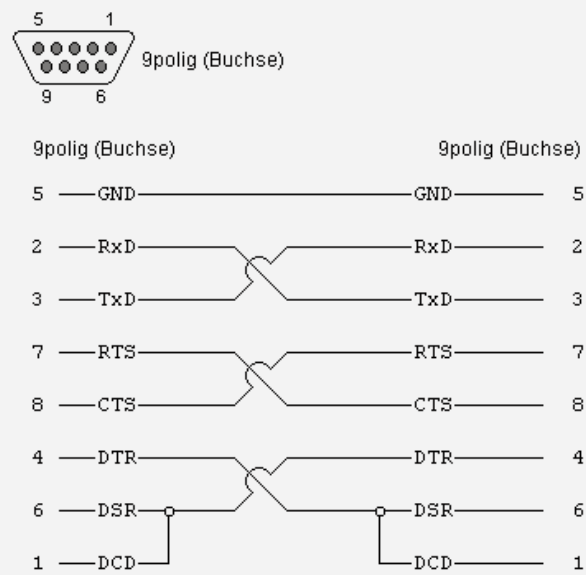 5 1
9polig (Buchse)
9 6
9polig (Buchse) 9polig (Buchse)
5 GND GND 5
2 RxD RxD 2
3 TxD TxD 3
7 RTS RTS 7
8 CTS CTS 8
4 DTR DTR 4
6 DSR DSR 6
1 DCD DCD 1